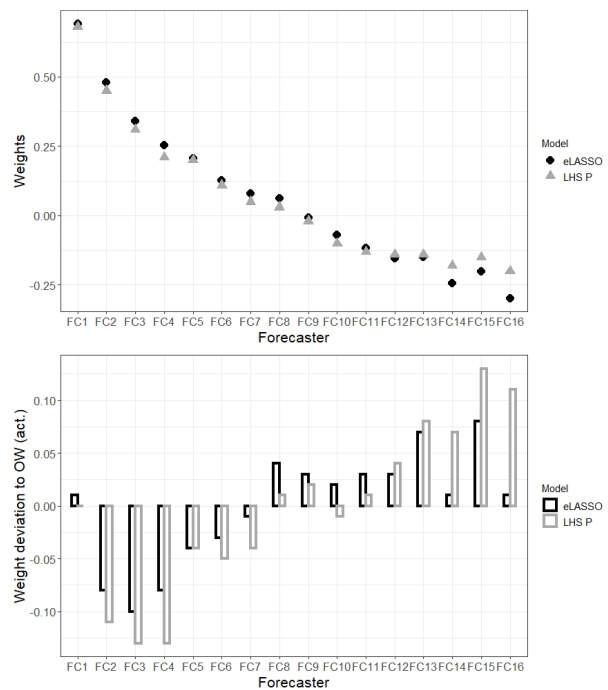 Weights
0.50
0.25
0.00
-0.25
FC1 FC2 FC3 FC4 FC5 FC6 FC7 FC8 FC9 FC10 FC11 FC12 FC13 FC14 FC15 FC16
Forecaster
Model
eLASSO
LHS P
Weight deviation to OW (act.)
0.10
0.05
0.00
-0.05
-0.10
FC1 FC2 FC3 FC4 FC5 FC6 FC7 FC8 FC9 FC10 FC11 FC12 FC13 FC14 FC15 FC16
Forecaster
Model
eLASSO
LHS P